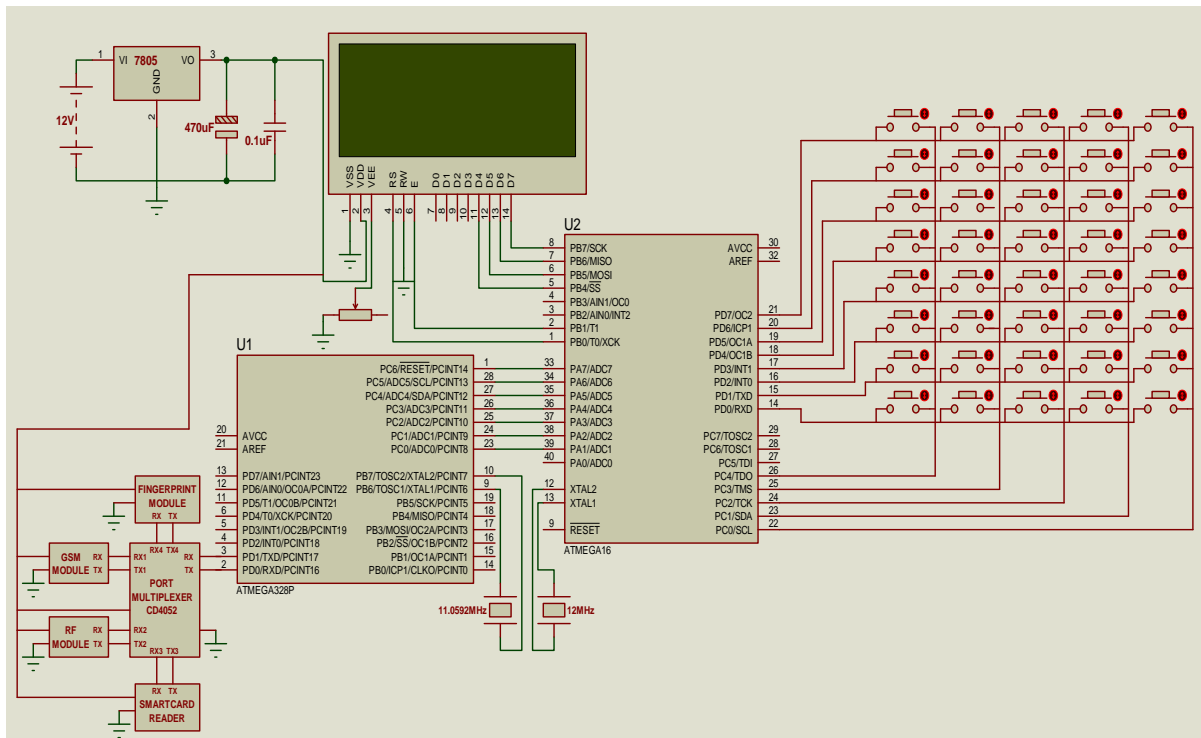 1 VI 7805 VO 3
GND
2
12V
470uF
0.1uF
VSS VDD VEE RS RW E D0 D1 D2 D3 D4 D5 D6 D7
1 2 3 4 5 6 7 8 9 10 11 12 13 14
U2
8 PB7/SCK AVCC 30
7 PB6/MISO AREF 32
6 PB5/MOSI
5 PB4/SS
4 PB3/AIN1/OC0
3 PB2/AIN0/INT2
2 PB1/T1
1 PB0/T0/XCK
PD7/OC2 21
PD6/ICP1 20
PD5/OC1A 19
PD4/OC1B 18
PD3/INT1 17
PD2/INT0 16
PD1/TXD 15
PD0/RXD 14
33 PA7/ADC7
34 PA6/ADC6
35 PA5/ADC5
36 PA4/ADC4
37 PA3/ADC3
38 PA2/ADC2
39 PA1/ADC1
40 PA0/ADC0
PC7/TOSC2 29
PC6/TOSC1 28
PC5/TDI 27
PC4/TDO 26
PC3/TMS 25
PC2/TCK 24
PC1/SDA 23
PC0/SCL 22
12 XTAL2
13 XTAL1
9 RESET
ATMEGA16
U1
PC6/RESET/PCINT14 1
PC5/ADC5/SCL/PCINT13 28
PC4/ADC4/SDA/PCINT12 27
PC3/ADC3/PCINT11 26
PC2/ADC2/PCINT10 25
PC1/ADC1/PCINT9 24
PC0/ADC0/PCINT8 23
20 AVCC
21 AREF
13 PD7/AIN1/PCINT23
12 PD6/AIN0/OC0A/PCINT22
11 PD5/T1/OC0B/PCINT21
6 PD4/T0/XCK/PCINT20
5 PD3/INT1/OC2B/PCINT19
4 PD2/INT0/PCINT18
3 PD1/TXD/PCINT17
2 PD0/RXD/PCINT16
PB7/TOSC2/XTAL2/PCINT7 10
PB6/TOSC1/XTAL1/PCINT6 9
PB5/SCK/PCINT5 19
PB4/MISO/PCINT4 18
PB3/MOSI/OC2A/PCINT3 17
PB2/SS/OC1B/PCINT2 16
PB1/OC1A/PCINT1 15
PB0/ICP1/CLKO/PCINT0 14
ATMEGA328P
11.0592MHz
12MHz
FINGERPRINT
MODULE
RX TX
GSM RX
MODULE TX
RX4 TX4
RX1 RX
TX1 TX
PORT
MULTIPLEXER
CD4052
RX2
TX2
RX3 TX3
RF RX
MODULE TX
RX TX
SMARTCARD
READER